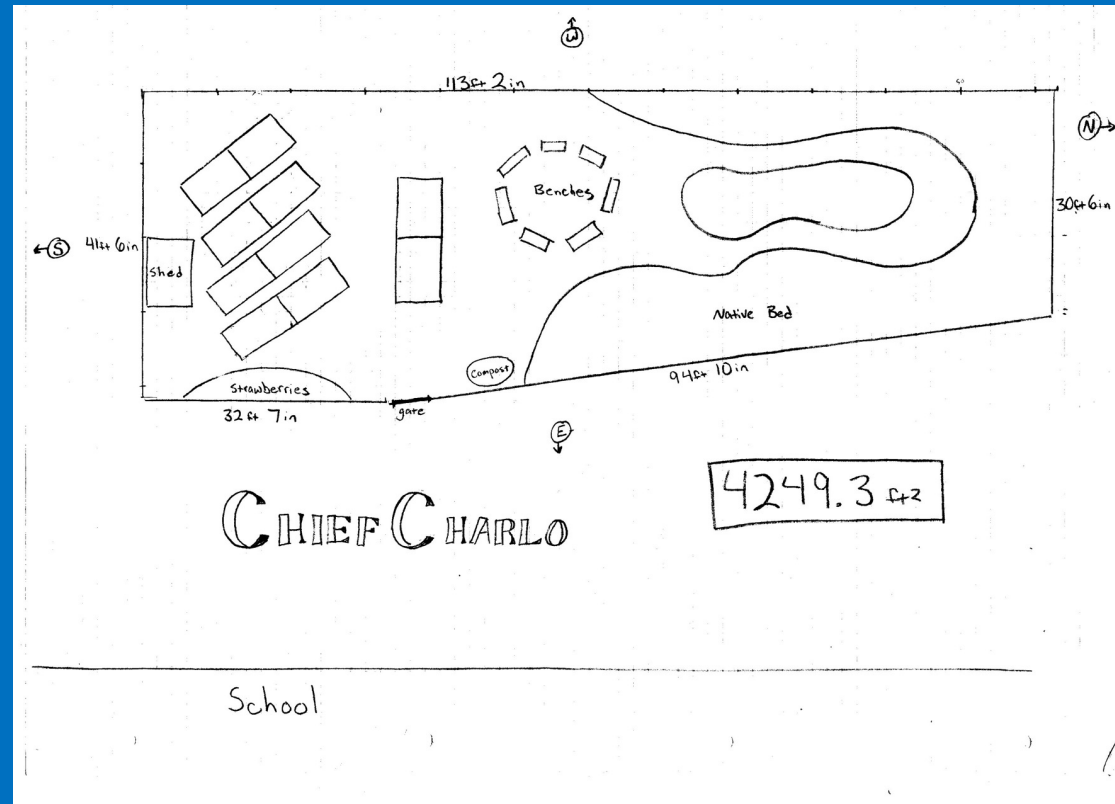 W
113ft 2in
N
Benches
30ft 6in
S
41ft 6in
Shed
Native Bed
Compost
94ft 10in
Strawberries
32ft 7in
gate
E
4249.3 ft2
CHIEF CHARLO
School